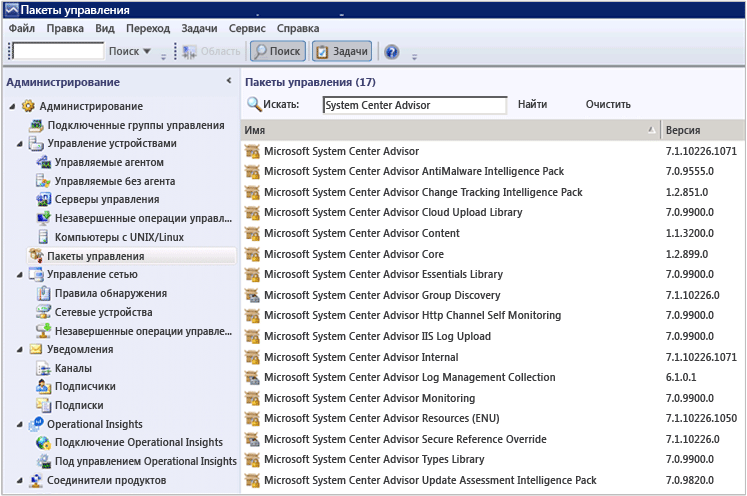 Пакеты управления
Файл Правка Вид Переход Задачи Сервис Справка
Поиск Область Поиск Задачи
Администрирование
Администрирование
Подключенные группы управления
Управление устройствами
Управляемые агентом
Управляемые без агента
Серверы управления
Незавершенные операции управл...
Компьютеры с UNIX/Linux
Пакеты управления
Управление сетью
Правила обнаружения
Сетевые устройства
Незавершенные операции управле...
Уведомления
Каналы
Подписчики
Подписки
Operational Insights
Подключение Operational Insights
Под управлением Operational Insights
Соединители продуктов
Пакеты управления (17)
Искать: System Center Advisor Найти Очистить
Имя Версия
Microsoft System Center Advisor 7.1.10226.1071
Microsoft System Center Advisor AntiMalware Intelligence Pack 7.0.9555.0
Microsoft System Center Advisor Change Tracking Intelligence Pack 1.2.851.0
Microsoft System Center Advisor Cloud Upload Library 7.0.9900.0
Microsoft System Center Advisor Content 1.1.3200.0
Microsoft System Center Advisor Core 1.2.899.0
Microsoft System Center Advisor Essentials Library 7.0.9900.0
Microsoft System Center Advisor Group Discovery 7.1.10226.0
Microsoft System Center Advisor Http Channel Self Monitoring 7.0.9900.0
Microsoft System Center Advisor IIS Log Upload 7.0.9900.0
Microsoft System Center Advisor Internal 7.1.10226.1071
Microsoft System Center Advisor Log Management Collection 6.1.0.1
Microsoft System Center Advisor Monitoring 7.0.9900.0
Microsoft System Center Advisor Resources (ENU) 7.1.10226.1050
Microsoft System Center Advisor Secure Reference Override 7.1.10226.0
Microsoft System Center Advisor Types Library 7.0.9900.0
Microsoft System Center Advisor Update Assessment Intelligence Pack 7.0.9820.0